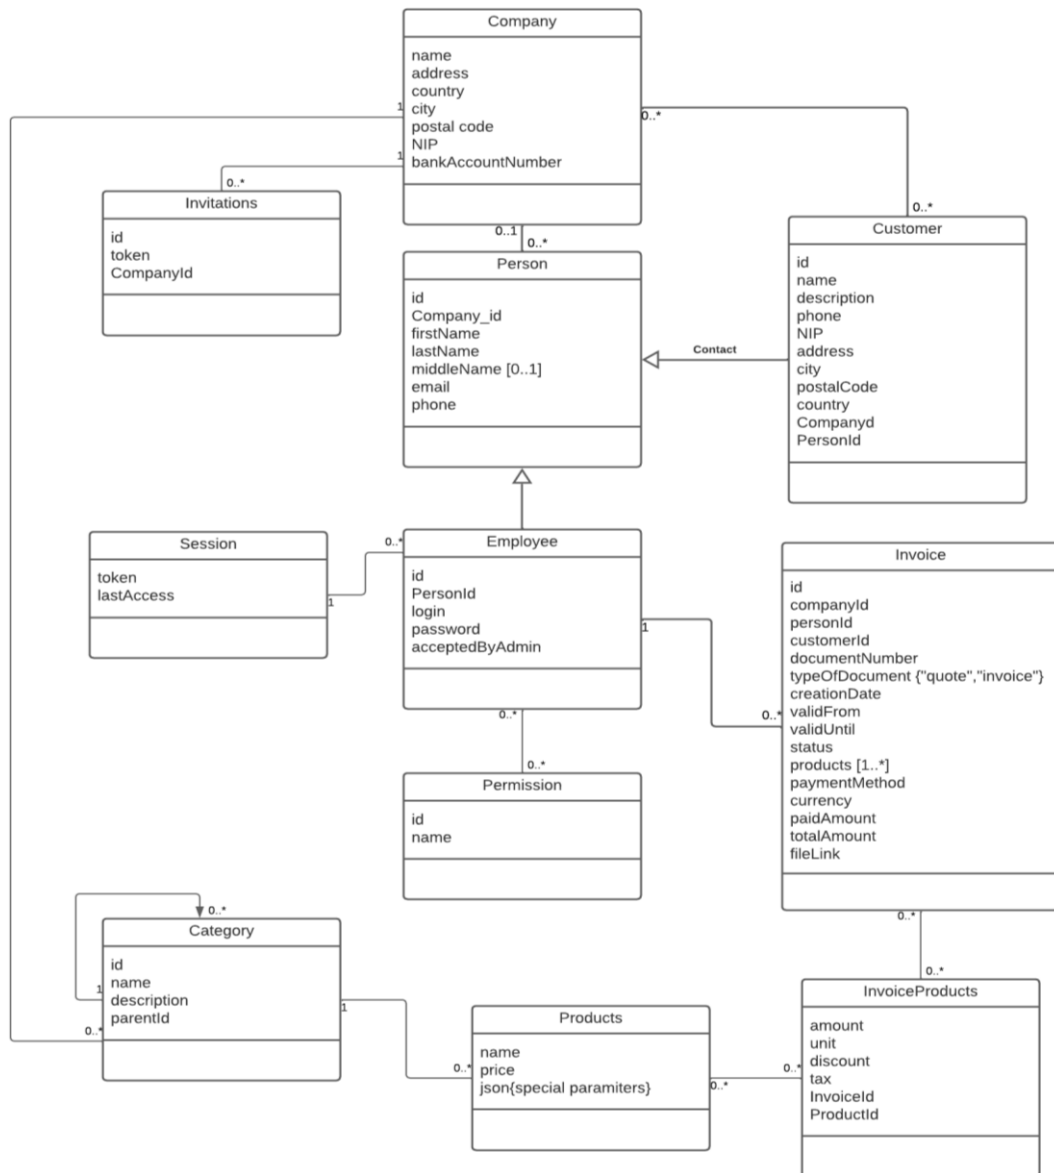 Company
name
address
country
city
postal code
NIP
bankAccountNumber
1
1
0..*
0..*
Invitations
id
token
CompanyId
0..*
0..1
0..*
Person
id
Company_id
firstName
lastName
middleName [0..1]
email
phone
Contact
Customer
id
name
description
phone
NIP
address
city
postalCode
country
Companyd
PersonId
Session
token
lastAccess
1
0..*
Employee
id
PersonId
login
password
acceptedByAdmin
1
0..*
0..*
0..*
Permission
id
name
Invoice
id
companyId
personId
customerId
documentNumber
typeOfDocument {"quote","invoice"}
creationDate
validFrom
validUntil
status
products [1..*]
paymentMethod
currency
paidAmount
totalAmount
fileLink
0..*
0..*
0..*
Category
id
name
description
parentId
1
0..*
1
0..*
Products
name
price
json{special paramiters}
0..*
0..*
InvoiceProducts
amount
unit
discount
tax
InvoiceId
ProductId